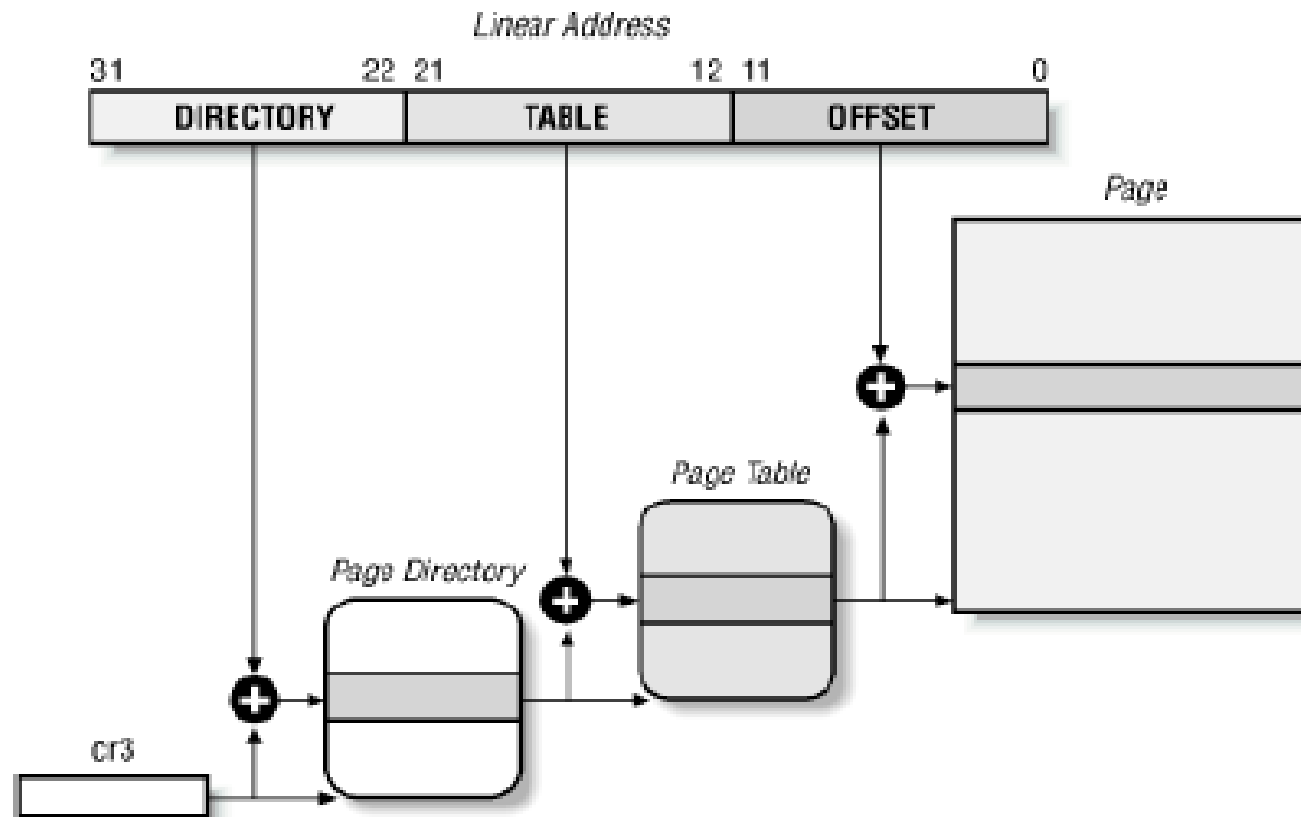 Linear Address
31 22 21 12 11 0
DIRECTORY TABLE OFFSET
Page
Page Table
Page Directory
cr3